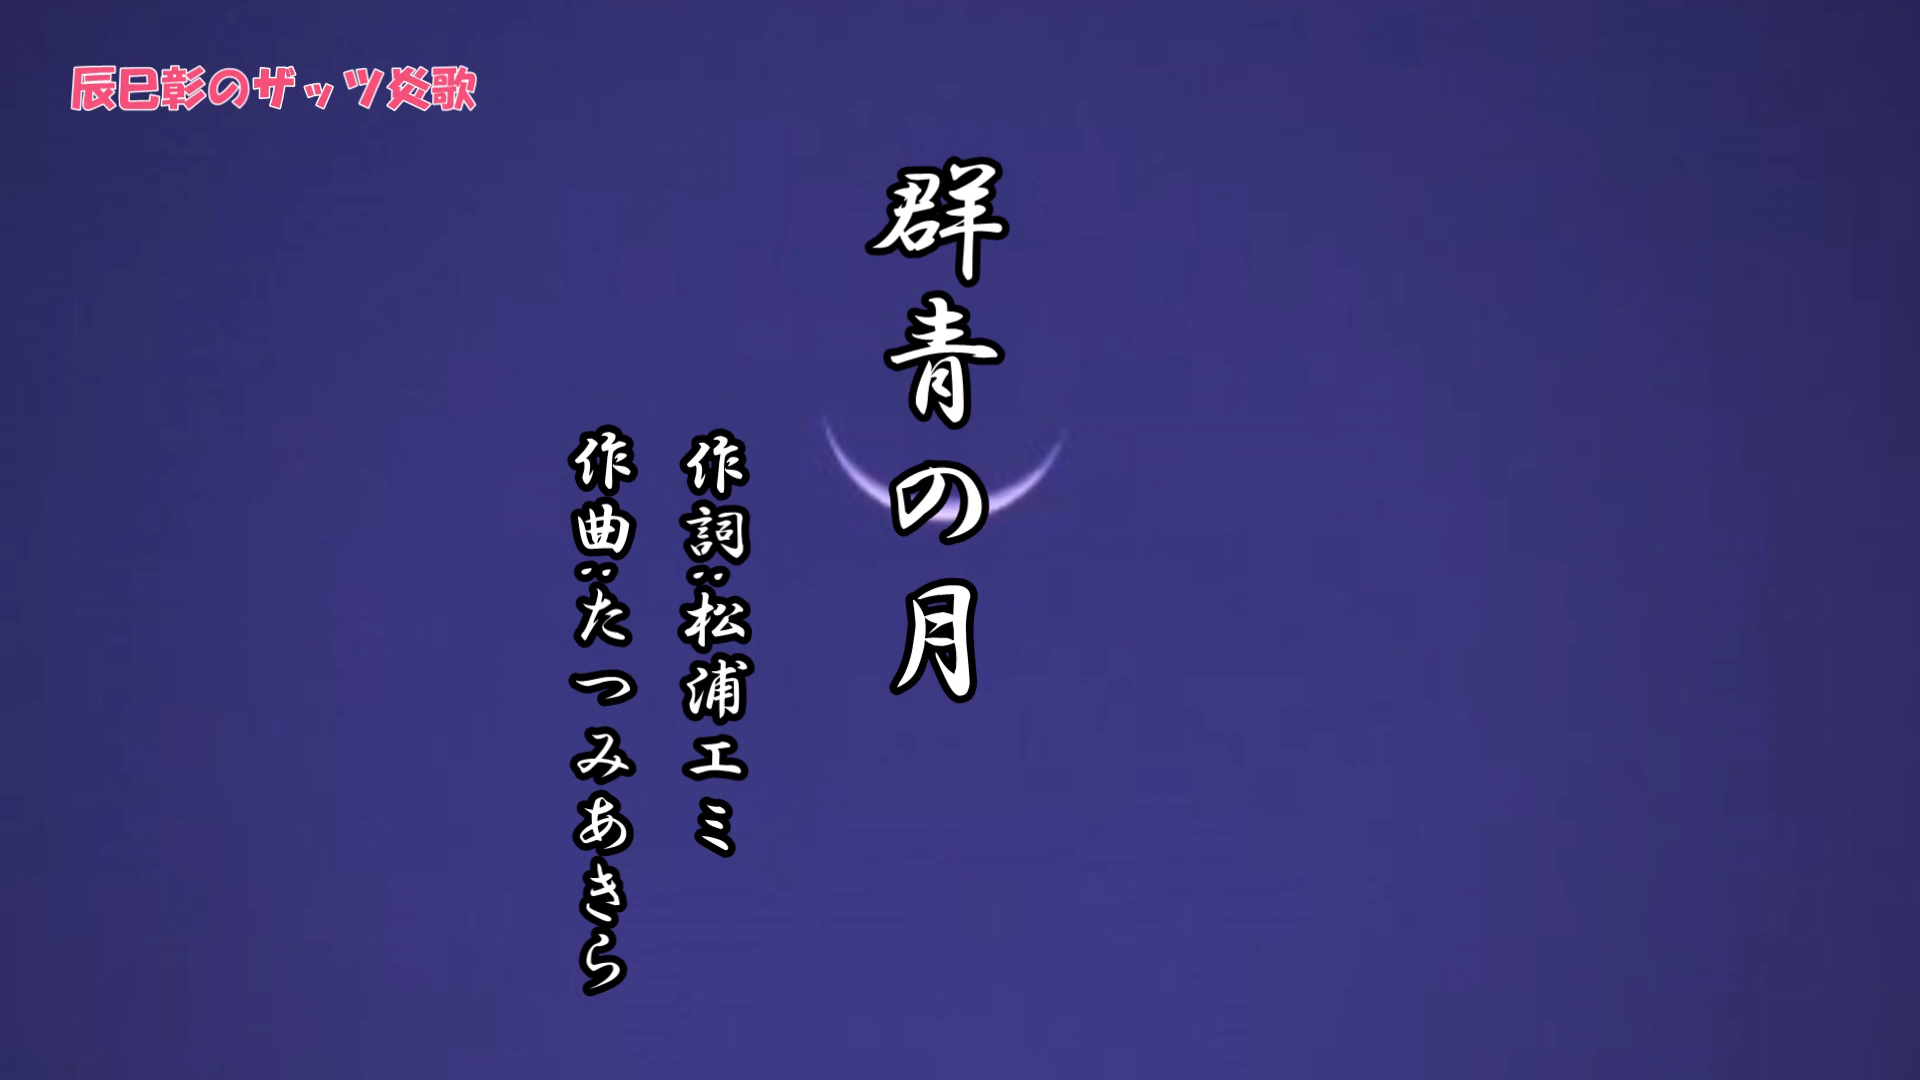 辰巳彰のザッツ炎歌
群青の月
作詞:松浦エミ
作曲:たつみあきら